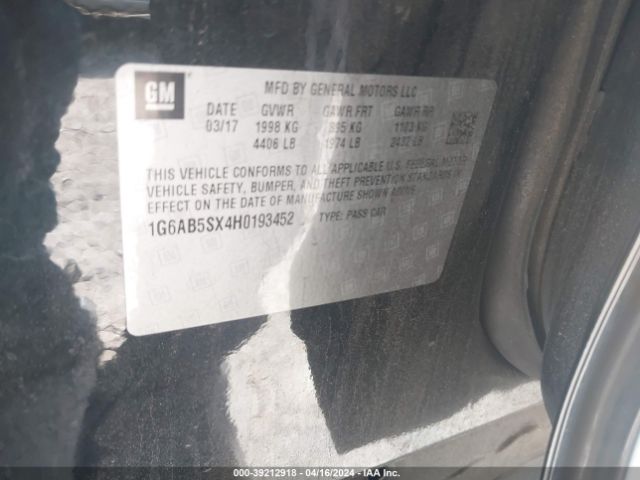 GM
MFD BY GENERAL MOTORS LLC
DATE GVWR GAWR FRT GAWR RR
03/17 1998 KG 895 KG 1103 KG
4406 LB 1974 LB 2432 LB
THIS VEHICLE CONFORMS TO ALL APPLICABLE U.S. FEDERAL MOTOR
VEHICLE SAFETY, BUMPER, AND THEFT PREVENTION STANDARDS IN
EFFECT ON THE DATE OF MANUFACTURE SHOWN ABOVE.
1G6AB5SX4H0193452 TYPE: PASS CAR
000-39212918 - 04/16/2024 - IAA Inc.